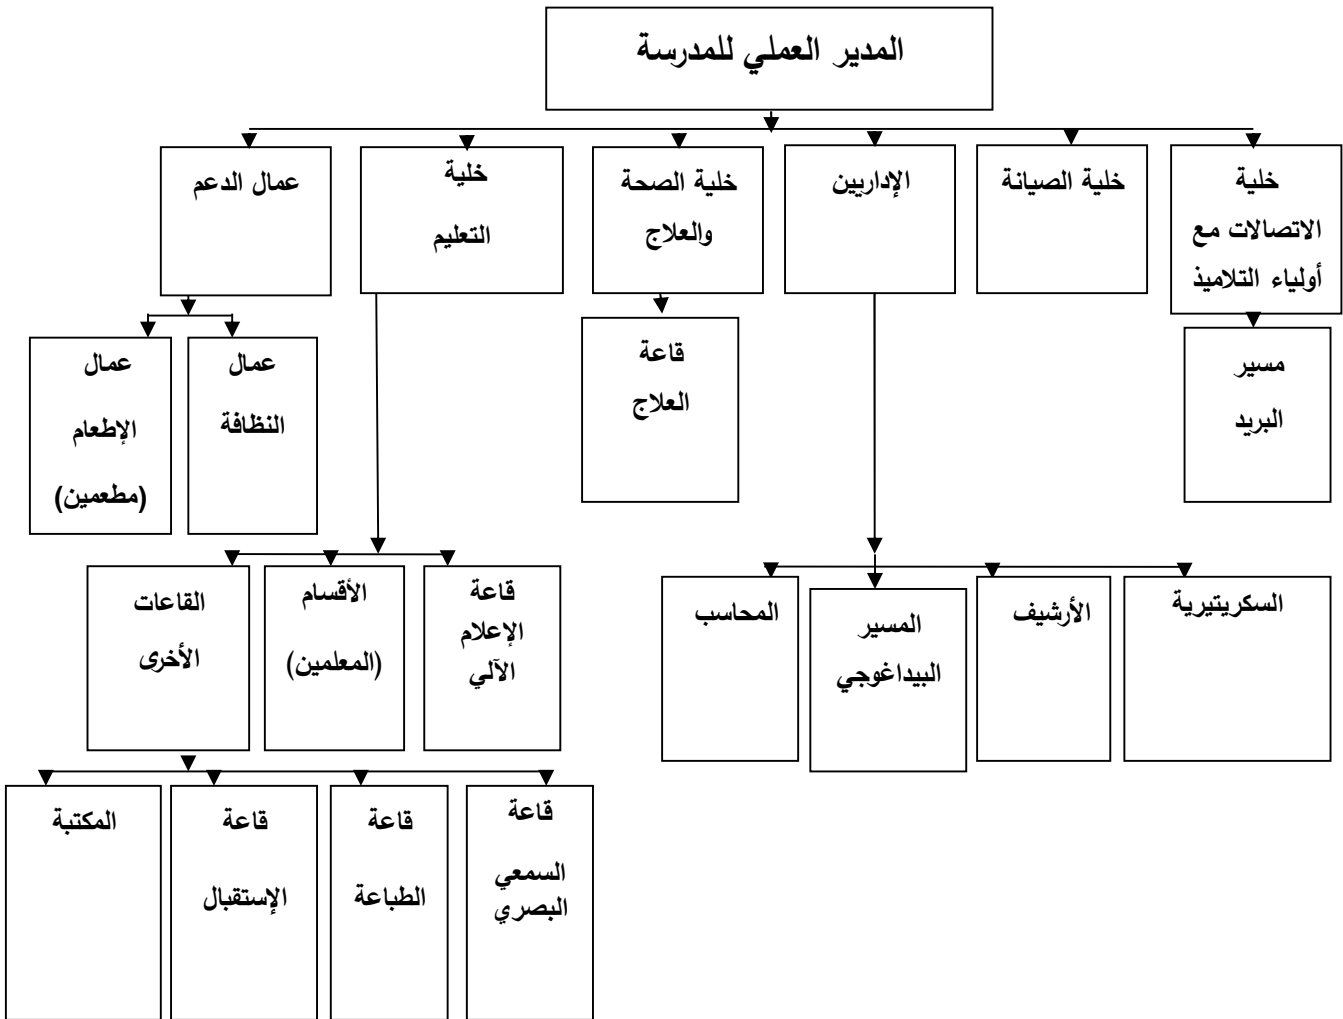 المدير العملي للمدرسة
خلية
الاتصالات مع
أولياء التلاميذ
خلية الصيانة
الإداريين
خلية الصحة
والعلاج
خلية
التعليم
عمال الدعم
مسير
البريد
قاعة
العلاج
عمال
النظافة
عمال
الإطعام
(مطعمين)
السكريتيرية
الأرشيف
المسير
البيداغوجي
المحاسب
قاعة
الإعلام
الآلي
الأقسام
(المعلمين)
القاعات
الأخرى
قاعة
السمعي
البصري
قاعة
الطباعة
قاعة
الإستقبال
المكتبة